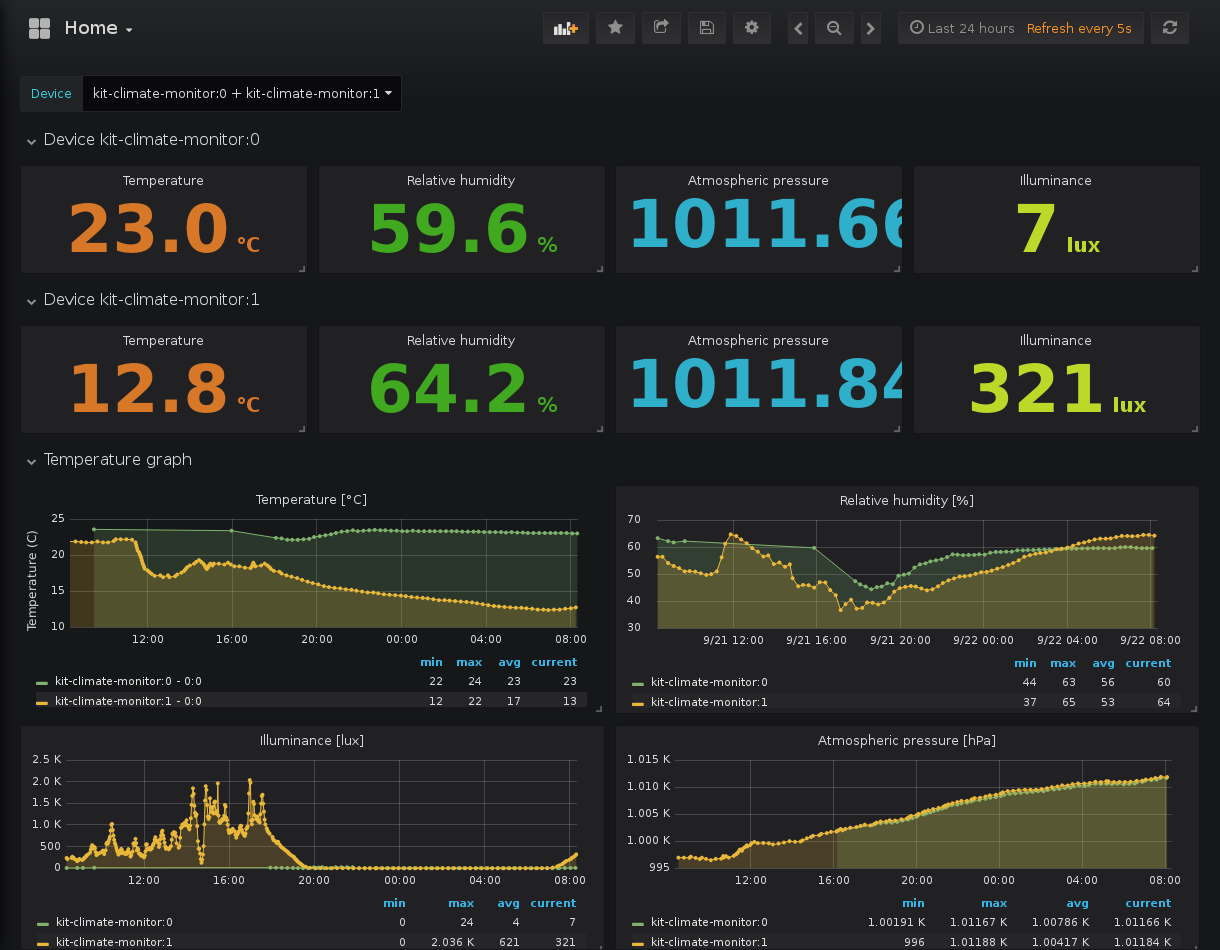 Home
Last 24 hours Refresh every 5s
Device kit-climate-monitor:0 + kit-climate-monitor:1
Device kit-climate-monitor:0
Temperature Relative humidity Atmospheric pressure Illuminance
23.0 °C 59.6 % 1011.66 7 lux
Device kit-climate-monitor:1
Temperature Relative humidity Atmospheric pressure Illuminance
12.8 °C 64.2 % 1011.84 321 lux
Temperature graph
Temperature [°C]
Temperature (C)
25
20
15
10
12:00 16:00 20:00 00:00 04:00 08:00
min max avg current
kit-climate-monitor:0 - 0:0 22 24 23 23
kit-climate-monitor:1 - 0:0 12 22 17 13
Relative humidity [%]
70
60
50
40
30
9/21 12:00 9/21 16:00 9/21 20:00 9/22 00:00 9/22 04:00 9/22 08:00
min max avg current
kit-climate-monitor:0 44 63 56 60
kit-climate-monitor:1 37 65 53 64
Illuminance [lux]
2.5 K
2.0 K
1.5 K
1.0 K
500
0
12:00 16:00 20:00 00:00 04:00 08:00
min max avg current
kit-climate-monitor:0 0 24 4 7
kit-climate-monitor:1 0 2.036 K 621 321
Atmospheric pressure [hPa]
1.015 K
1.010 K
1.005 K
1.000 K
995
12:00 16:00 20:00 00:00 04:00 08:00
min max avg current
kit-climate-monitor:0 1.00191 K 1.01167 K 1.00786 K 1.01166 K
kit-climate-monitor:1 996 1.01188 K 1.00417 K 1.01184 K